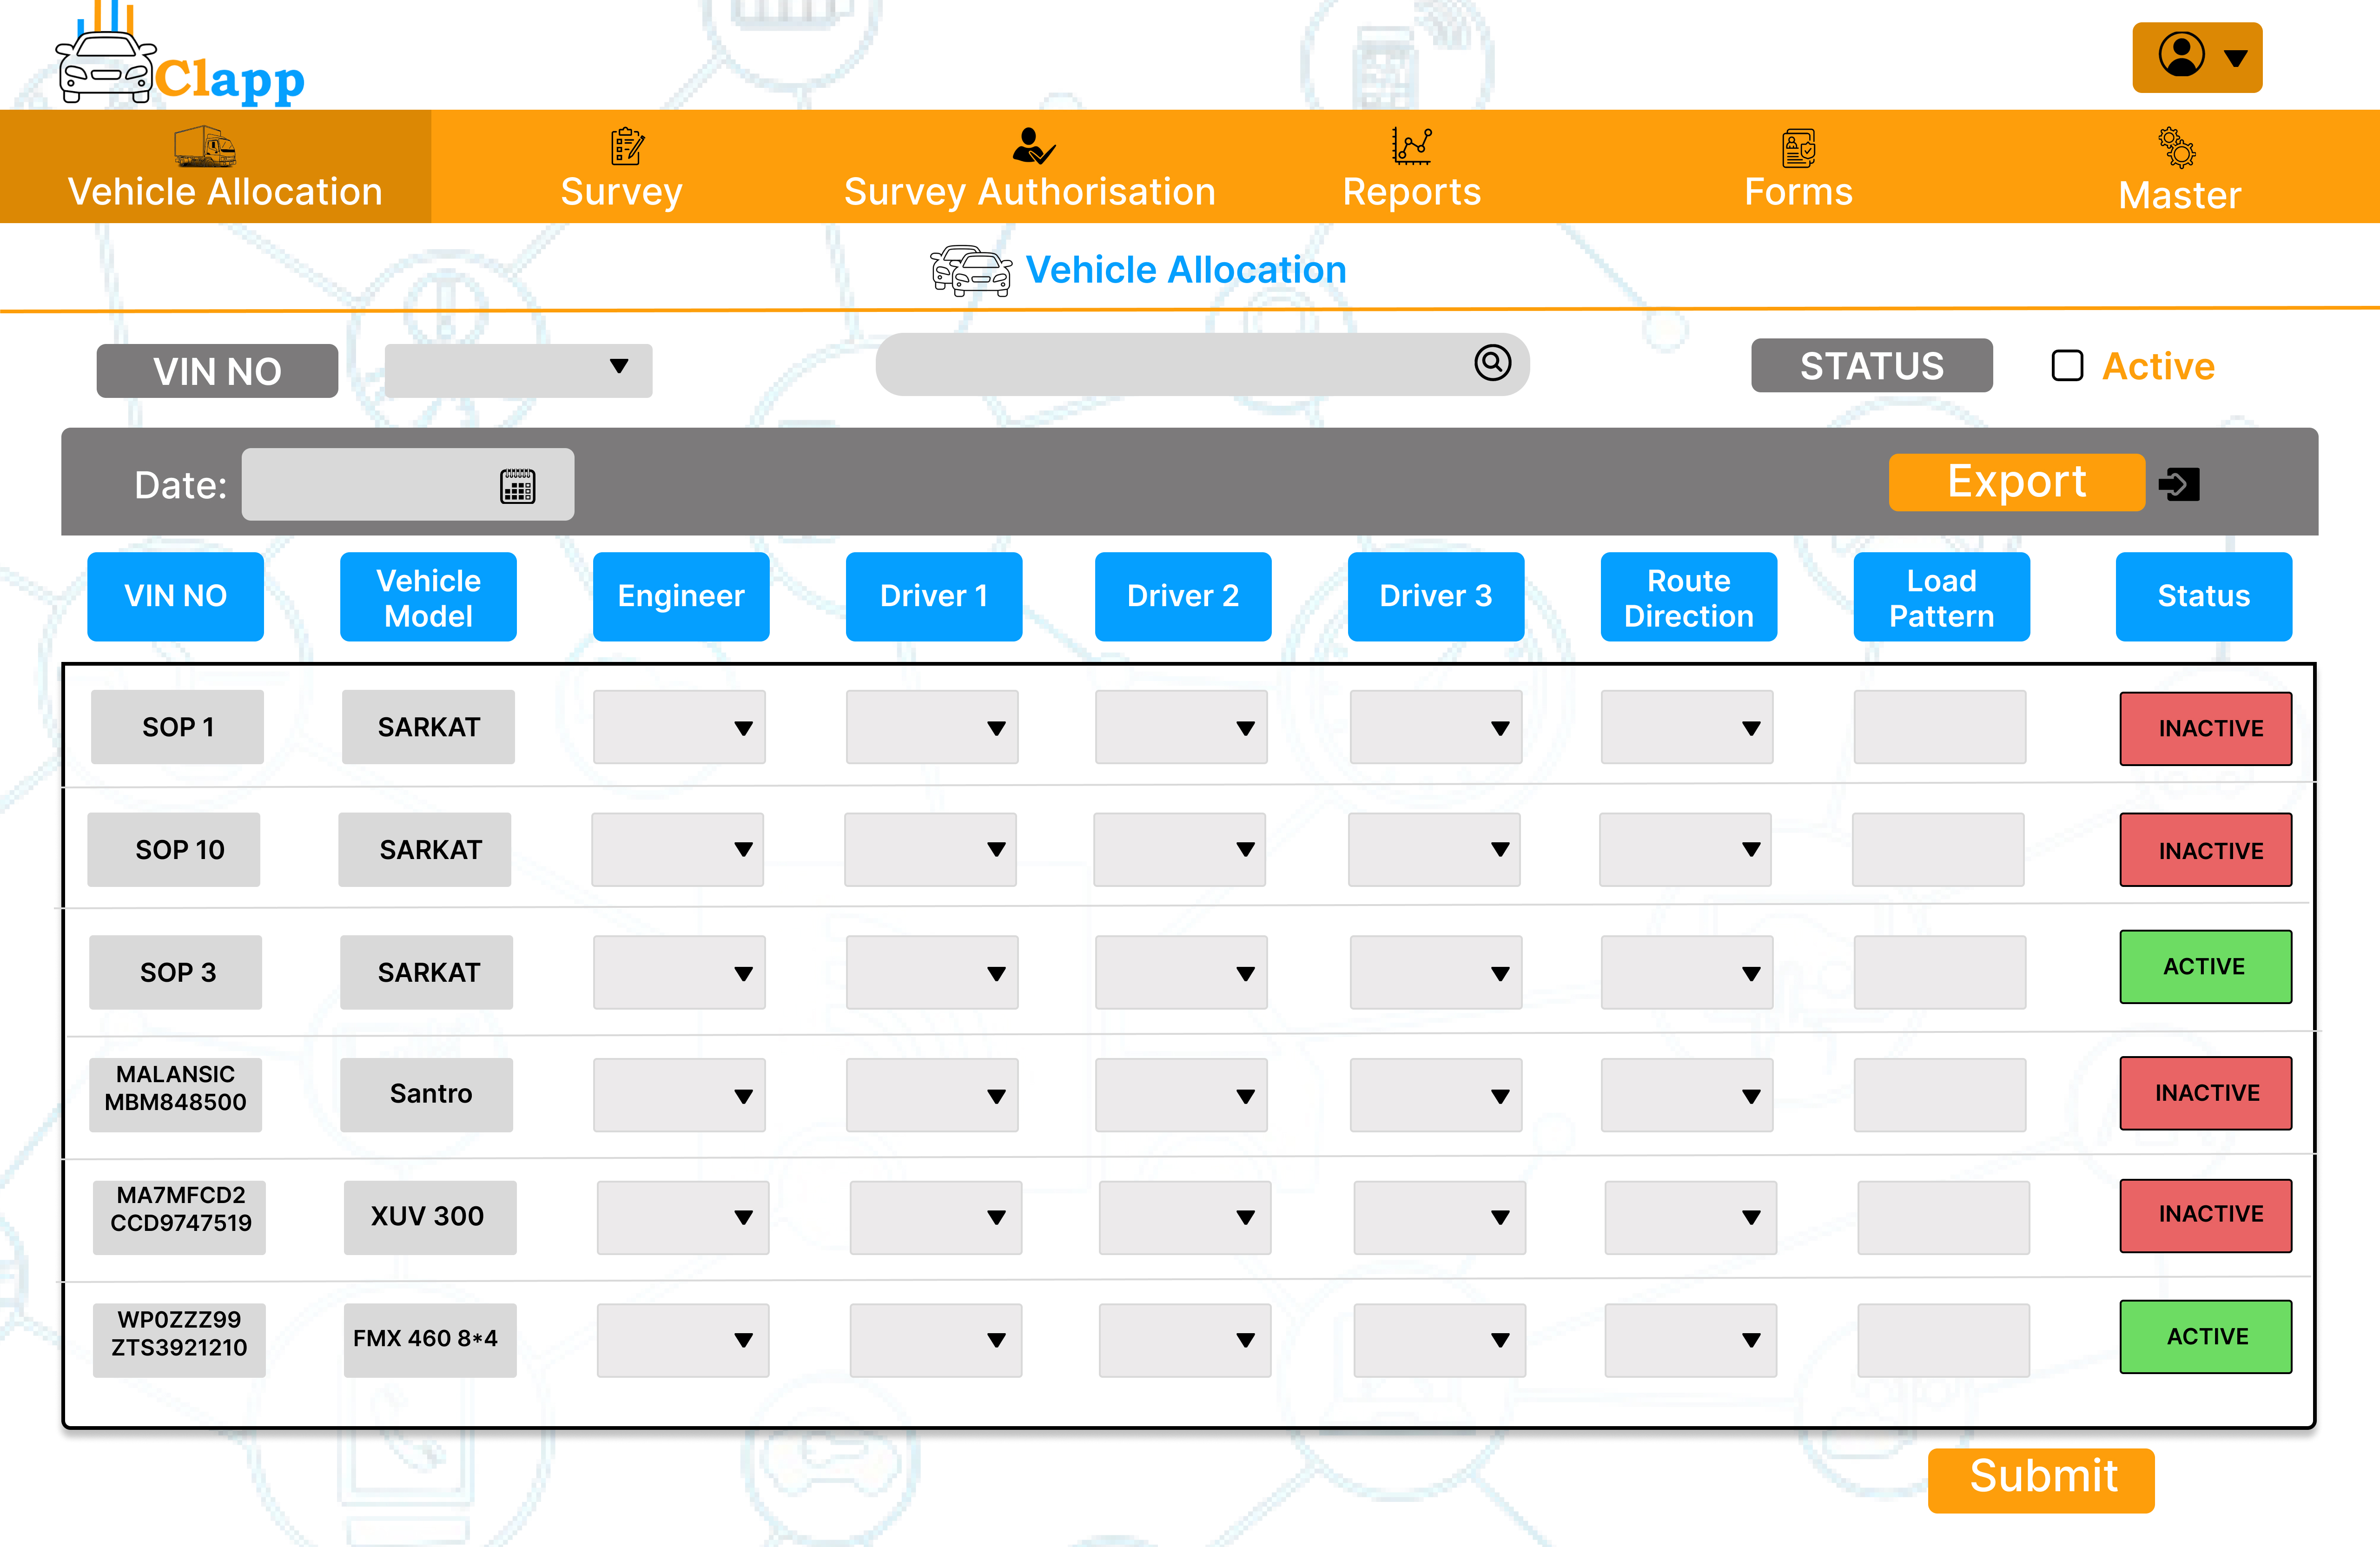 Clapp
Vehicle Allocation
Survey
Survey Authorisation
Reports
Forms
Master
Vehicle Allocation
VIN NO
STATUS
Active
Date:
Export
VIN NO
Vehicle
Model
Engineer
Driver 1
Driver 2
Driver 3
Route
Direction
Load
Pattern
Status
SOP 1
SARKAT
INACTIVE
SOP 10
SARKAT
INACTIVE
SOP 3
SARKAT
ACTIVE
MALANSIC
MBM848500
Santro
INACTIVE
MA7MFCD2
CCD9747519
XUV 300
INACTIVE
WP0ZZZ99
ZTS3921210
FMX 460 8*4
ACTIVE
Submit